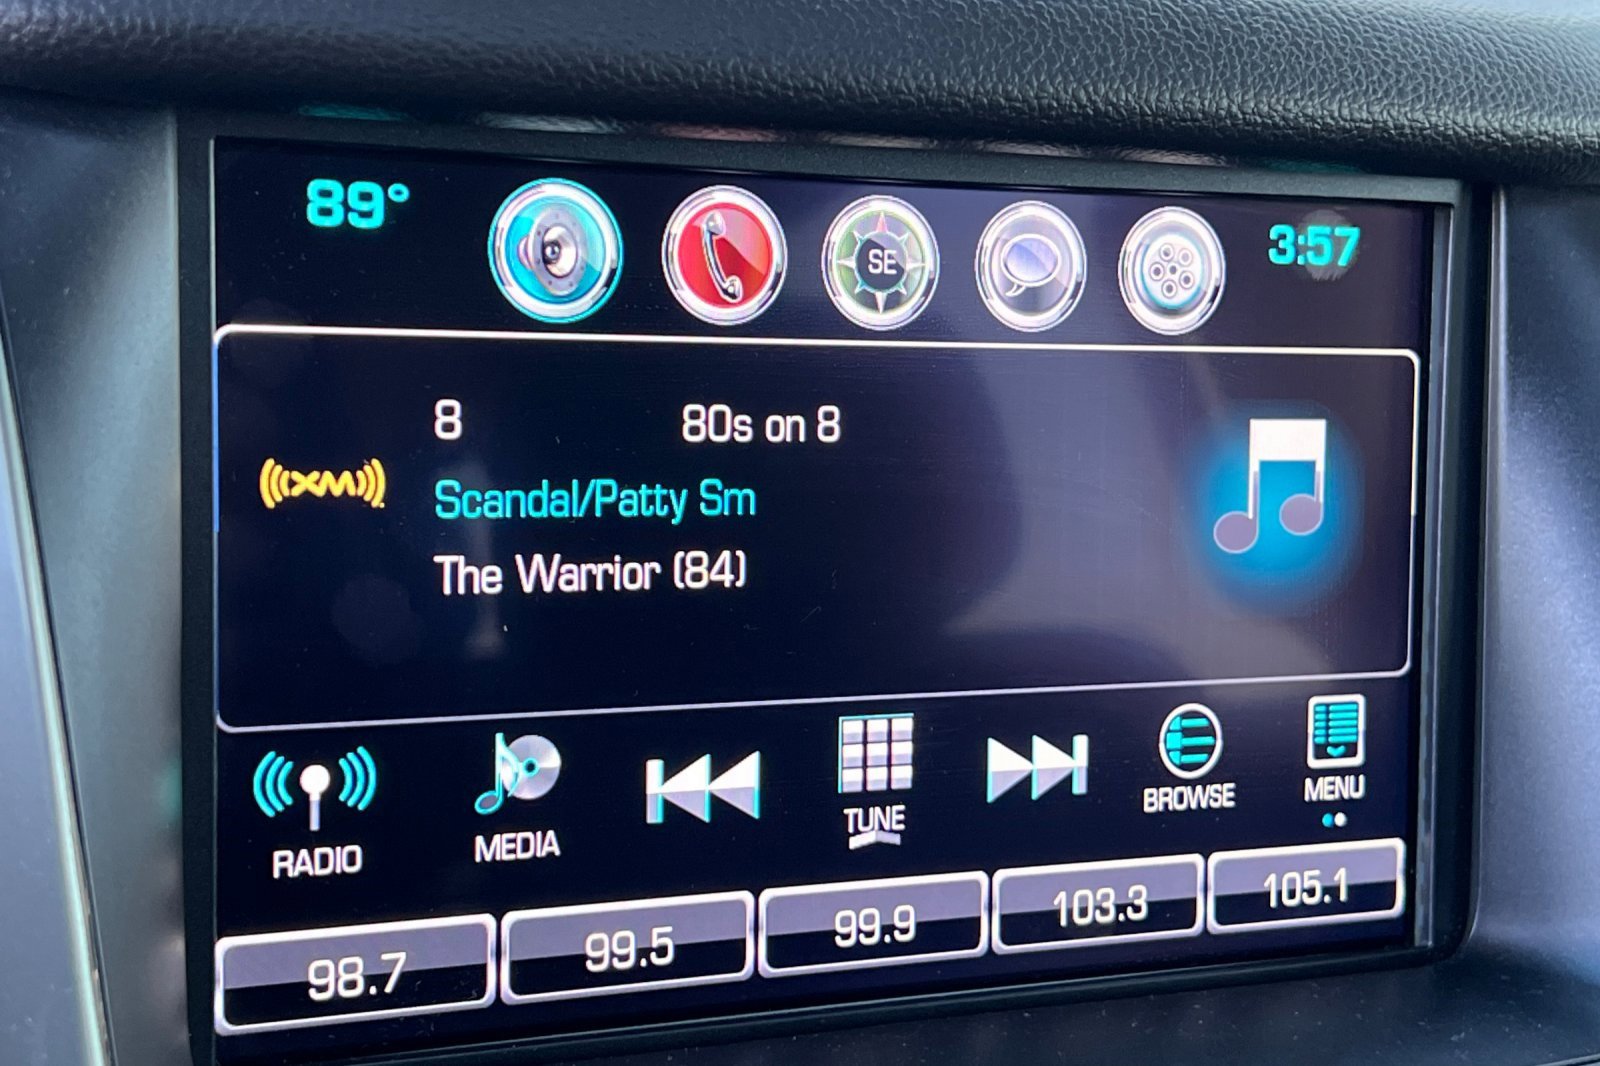 89° SE 3:57
8 80s on 8
XM
Scandal/Patty Sm
The Warrior (84)
RADIO MEDIA TUNE BROWSE MENU
98.7 99.5 99.9 103.3 105.1